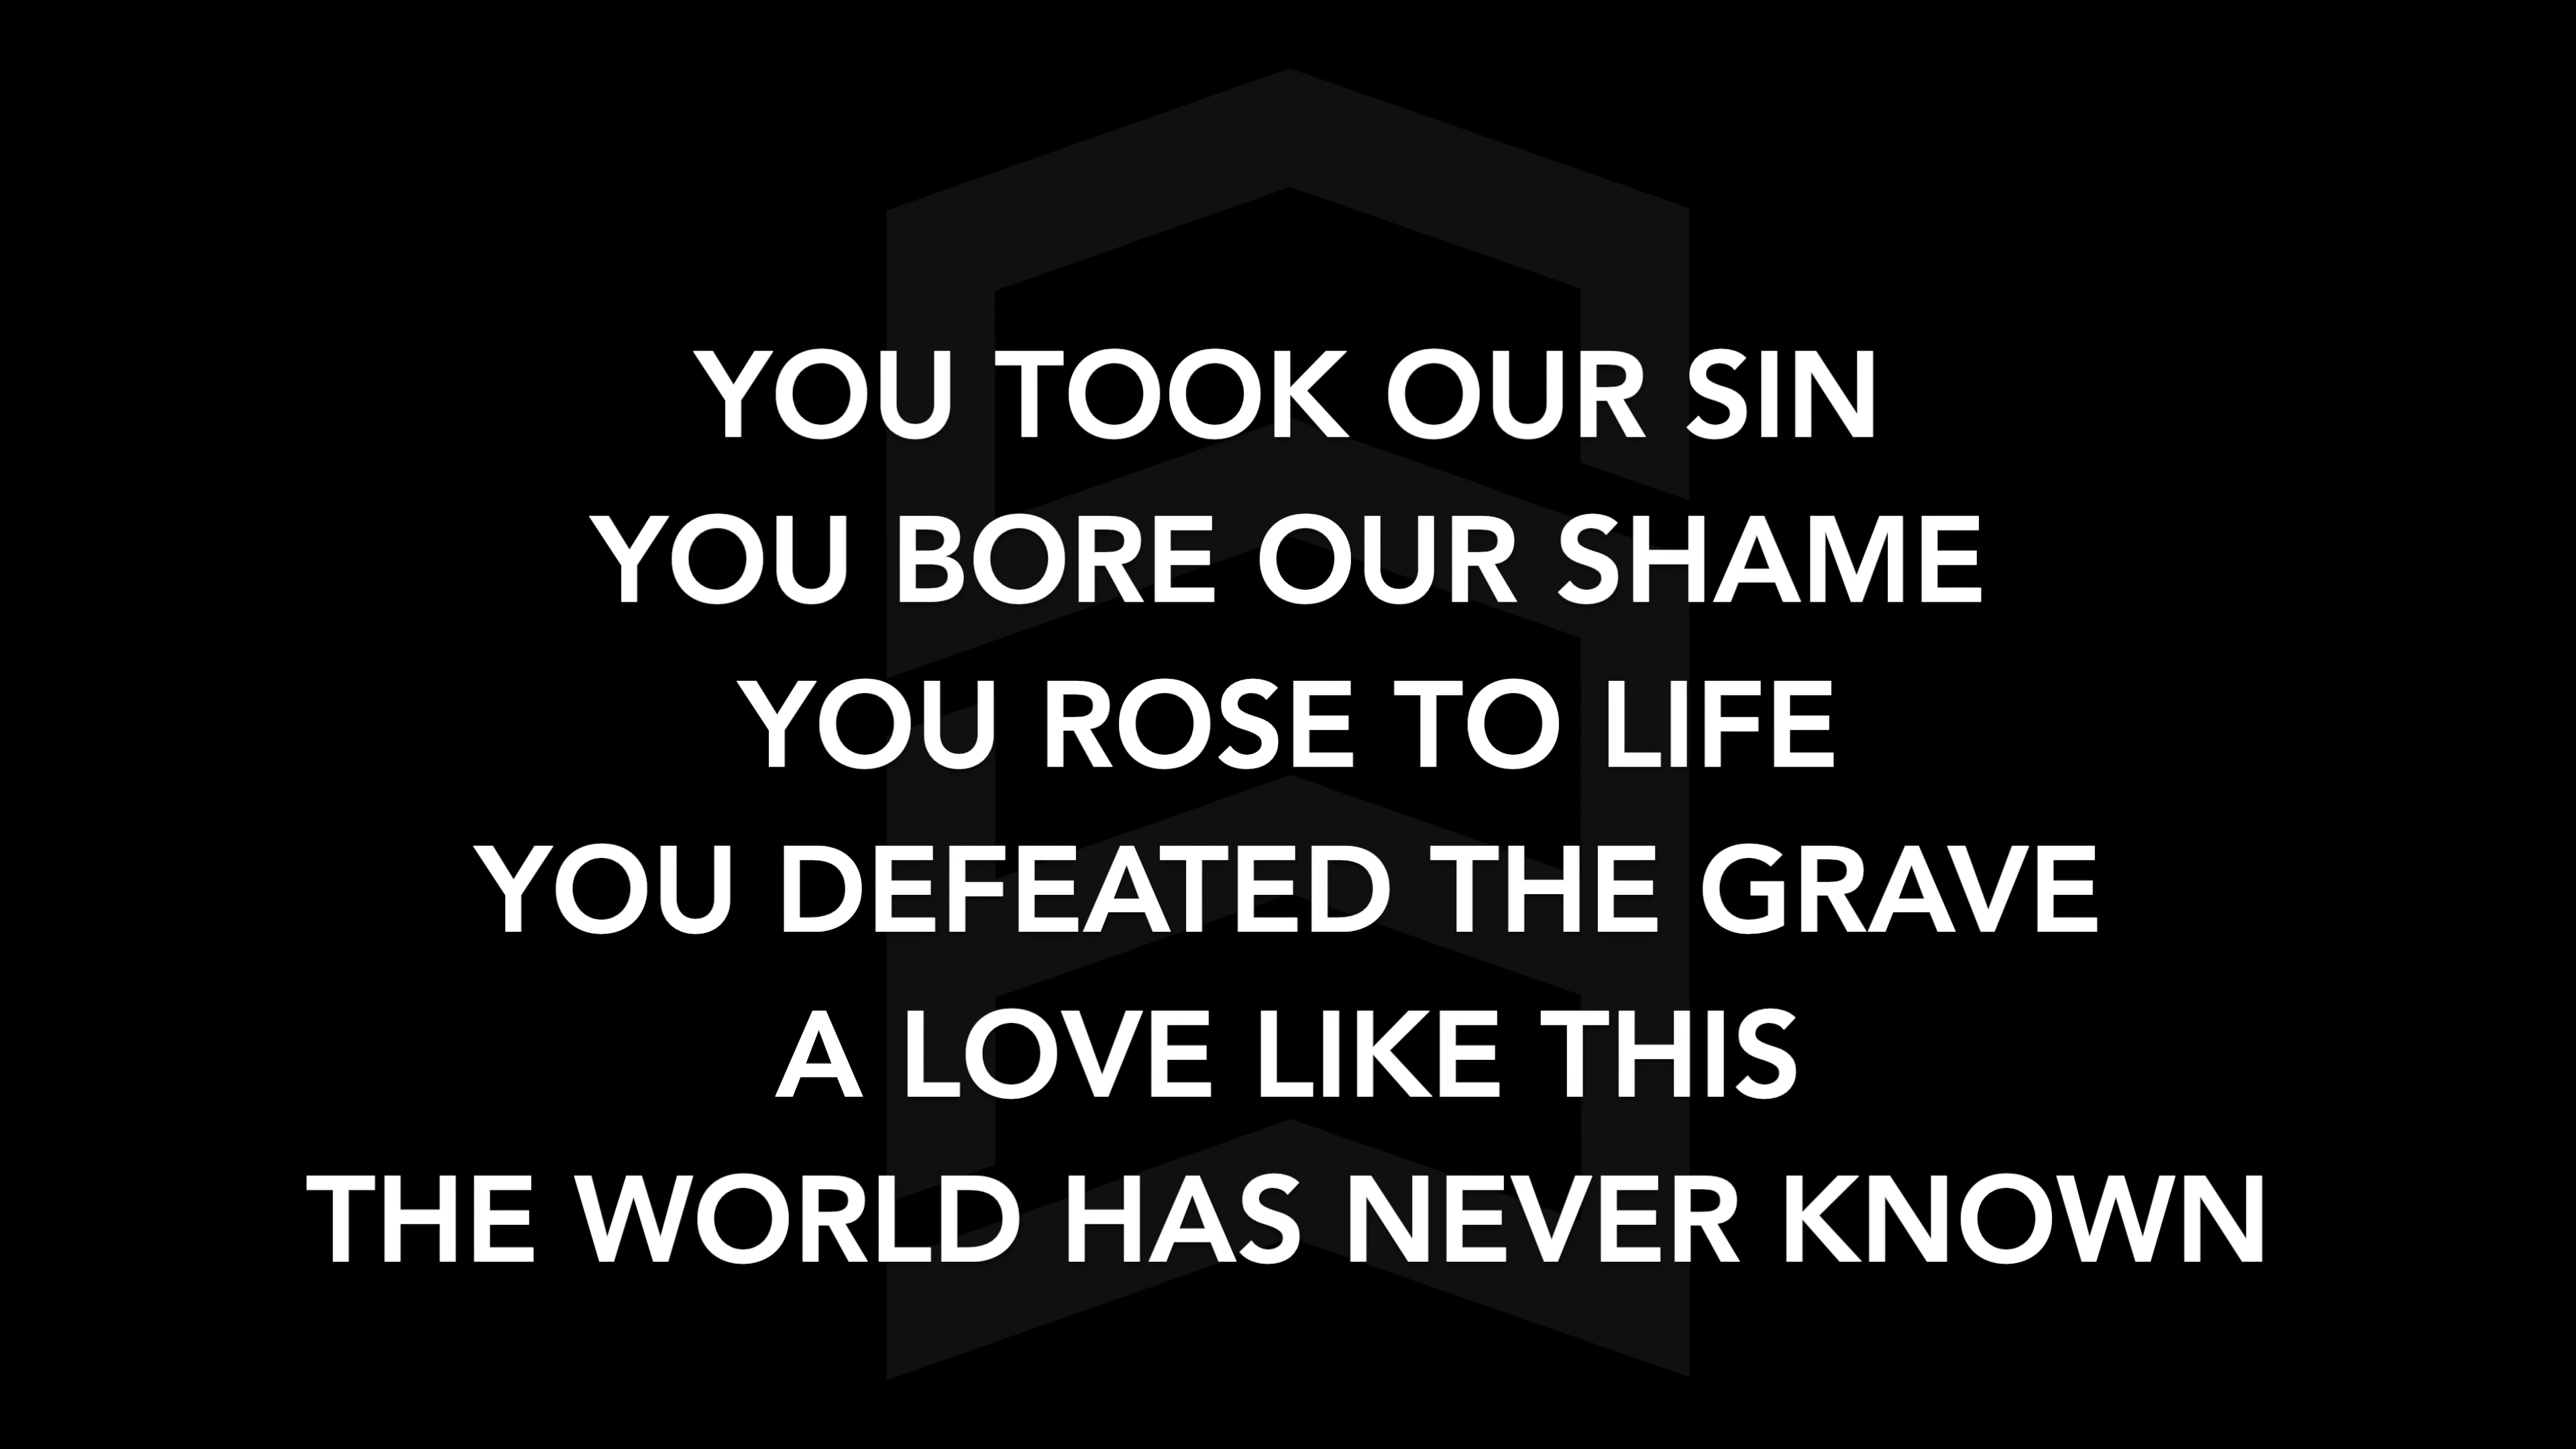 YOU TOOK OUR SIN
YOU BORE OUR SHAME
YOU ROSE TO LIFE
YOU DEFEATED THE GRAVE
A LOVE LIKE THIS
THE WORLD HAS NEVER KNOWN